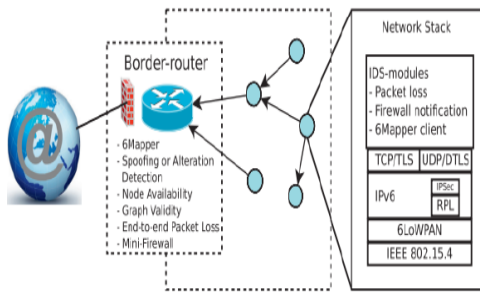 Border-router
- 6Mapper
- Spoofing or Alteration
Detection
- Node Availability
- Graph Validity
- End-to-end Packet Loss
- Mini-Firewall
@
Network Stack
IDS-modules
- Packet loss
- Firewall notification
- 6Mapper client
TCP/TLS UDP/DTLS
IPv6
IPSec
RPL
6LoWPAN
IEEE 802.15.4